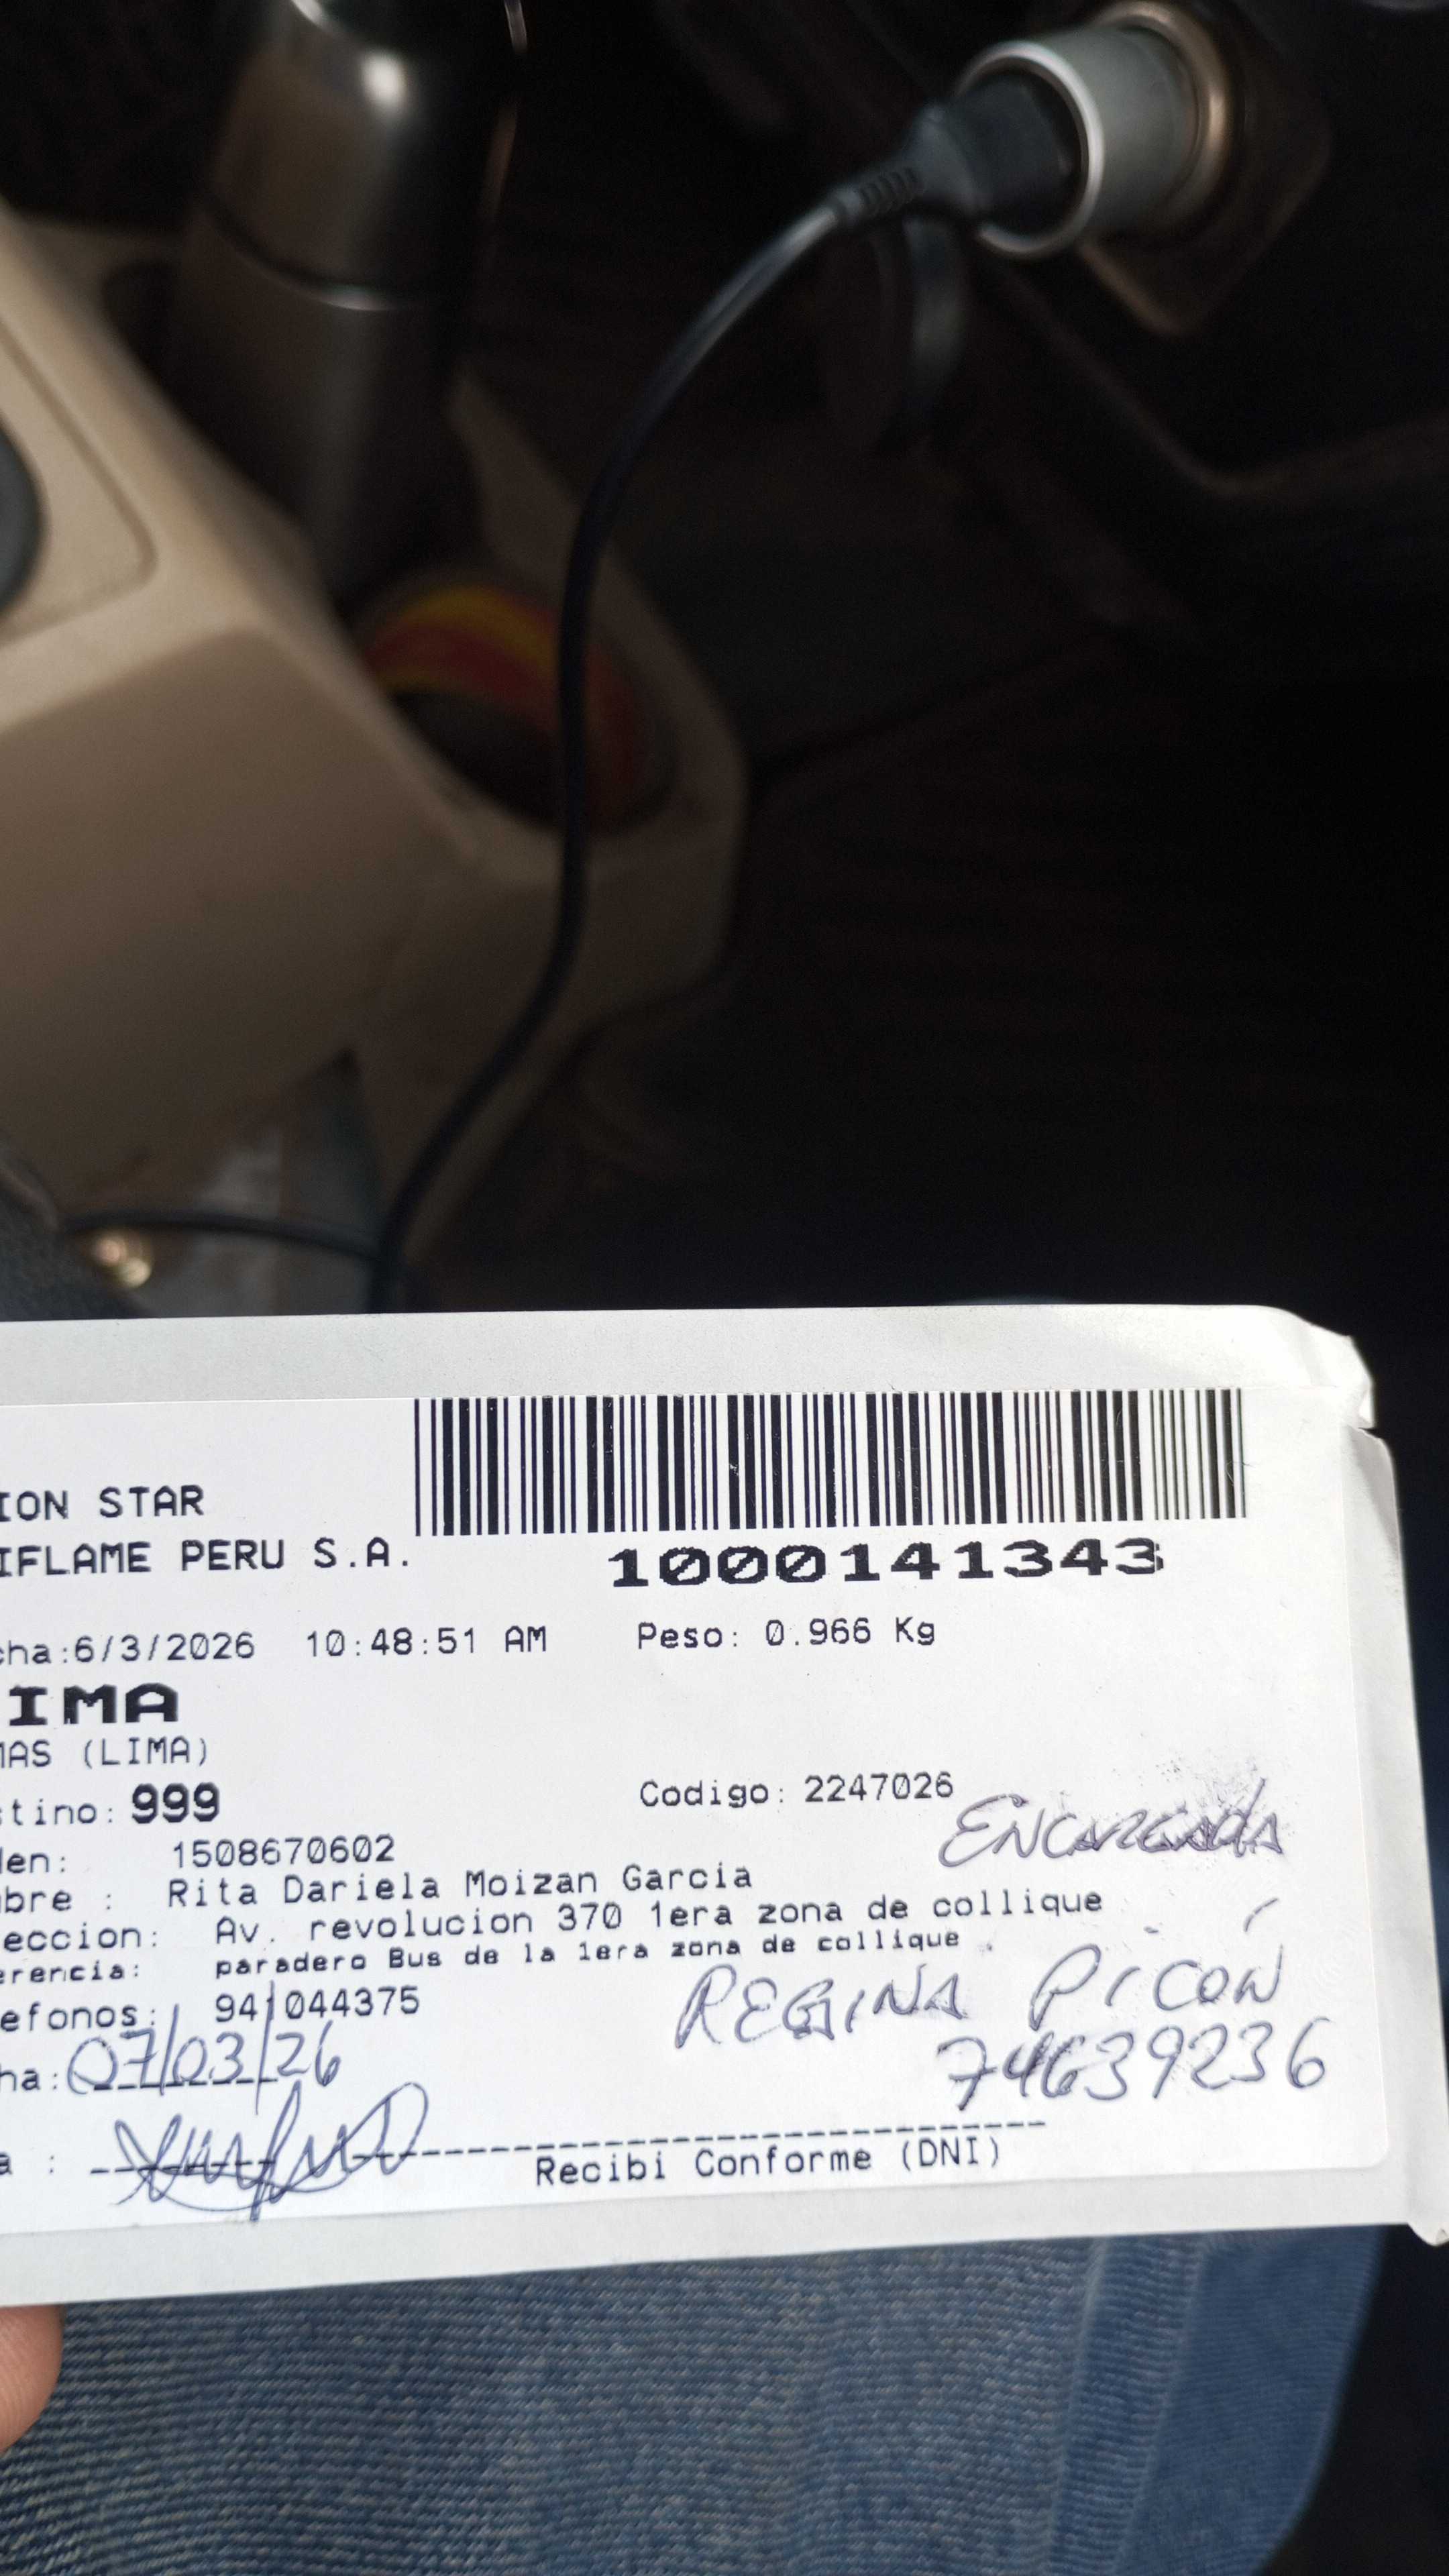 ION STAR
IFLAME PERU S.A.
1000141343
cha:6/3/2026 10:48:51 AM Peso: 0.966 Kg
IMA
MAS (LIMA)
tino: 999 Codigo: 2247026
ENCARGADA
den: 1508670602
bre : Rita Dariela Moizan Garcia
eccion: Av. revolucion 370 1era zona de collique
erencia: paradero Bus de la 1era zona de collique
REGINA PICÓN
efonos: 941044375
74639236
ha: 07/03/26
a :
Recibi Conforme (DNI)